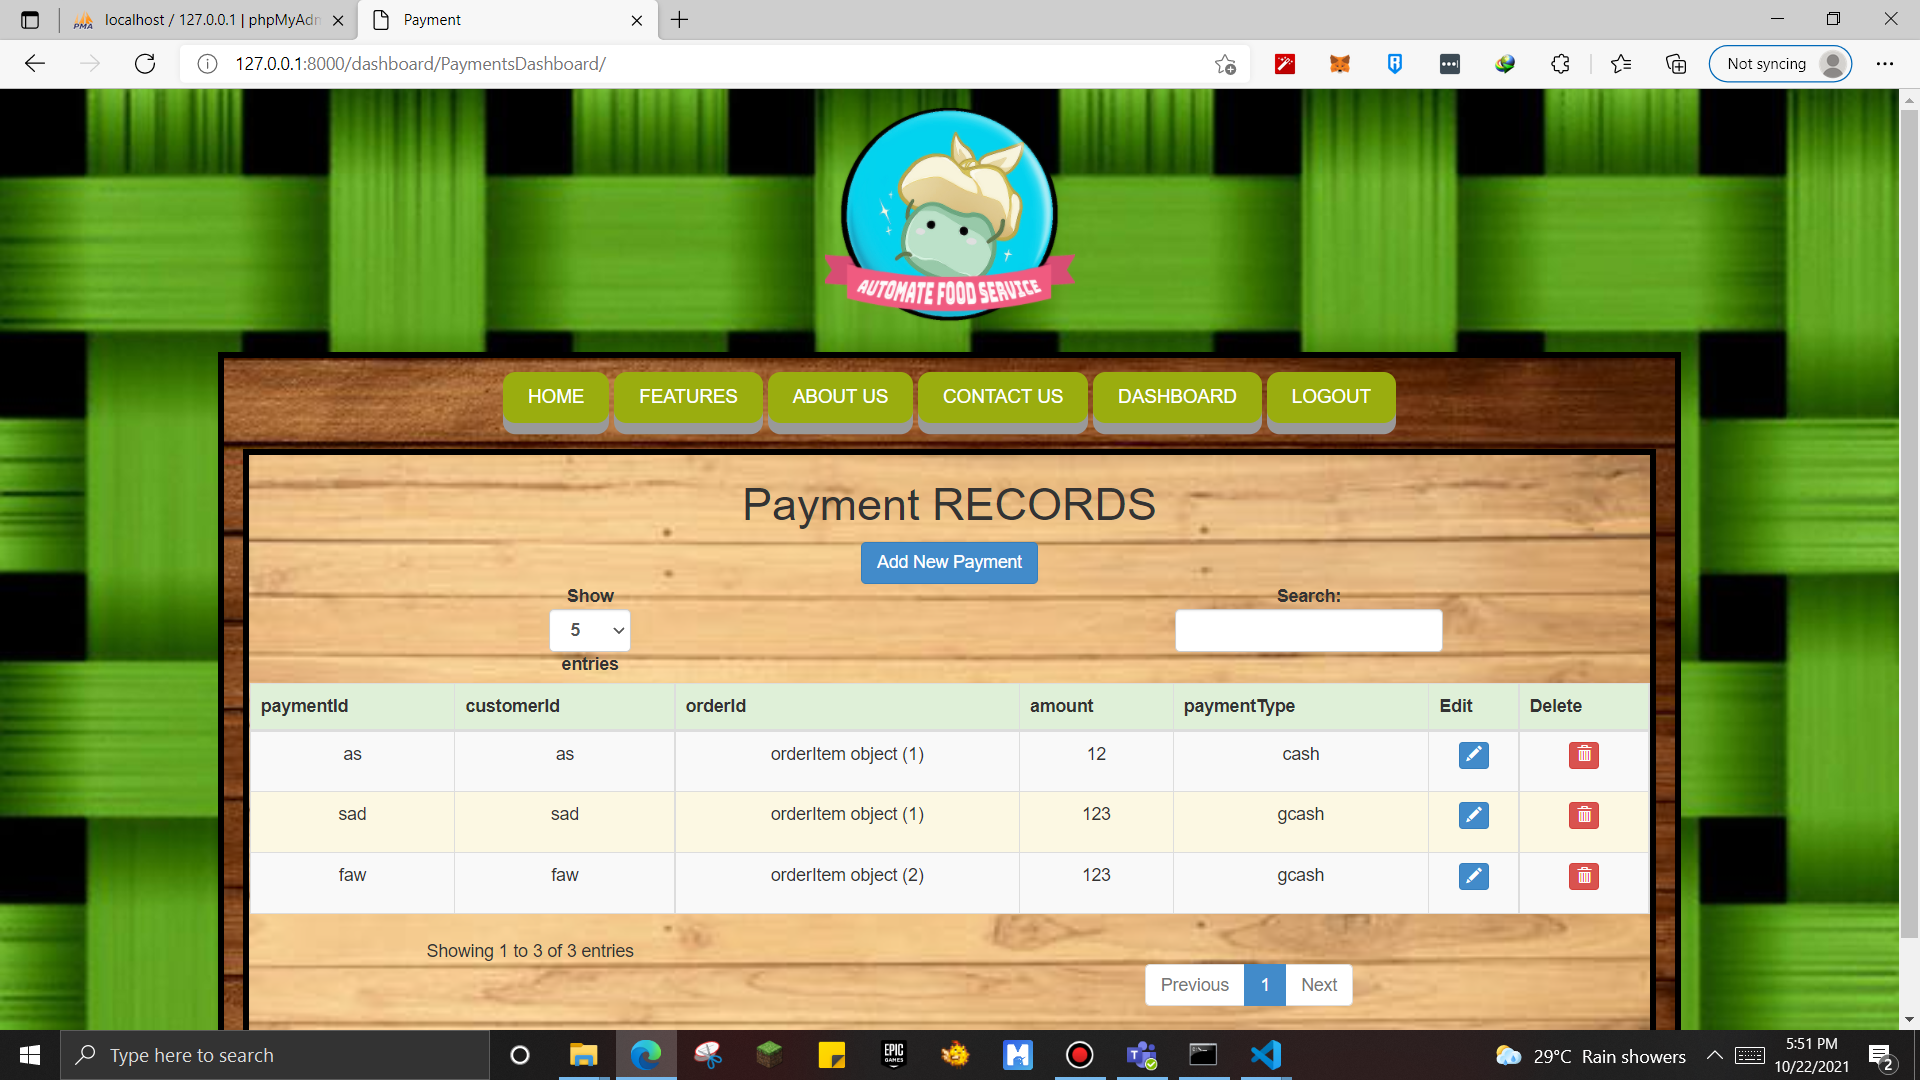 localhost / 127.0.0.1 | phpMyAdm
Payment
127.0.0.1:8000/dashboard/PaymentsDashboard/
Not syncing
AUTOMATE FOOD SERVICE
HOME FEATURES ABOUT US CONTACT US DASHBOARD LOGOUT
Payment RECORDS
Add New Payment
Show
5
entries
Search:
paymentId customerId orderId amount paymentType Edit Delete
as as orderItem object (1) 12 cash
sad sad orderItem object (1) 123 gcash
faw faw orderItem object (2) 123 gcash
Showing 1 to 3 of 3 entries
Previous 1 Next
Type here to search
EPIC
GAMES
29°C Rain showers
5:51 PM
10/22/2021
2